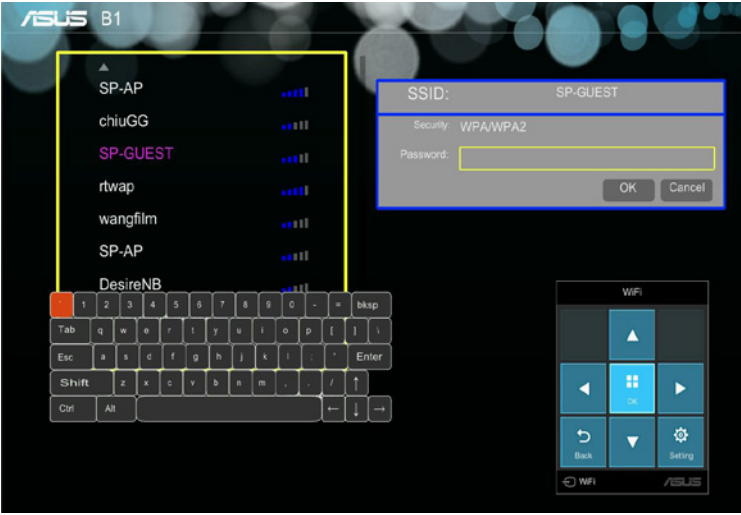 ASUS B1
SP-AP
chiuGG
SP-GUEST
rtwap
wangfilm
SP-AP
DesireNB
SSID: SP-GUEST
Security: WPA/WPA2
Password:
OK Cancel
` 1 2 3 4 5 6 7 8 9 0 - = bksp
Tab q w e r t y u i o p [ ] \
Esc a s d f g h j k l ; ' Enter
Shift z x c v b n m , . / ↑
Ctrl Alt ← ↓ →
WiFi
OK
Back Setting
WiFi ASUS